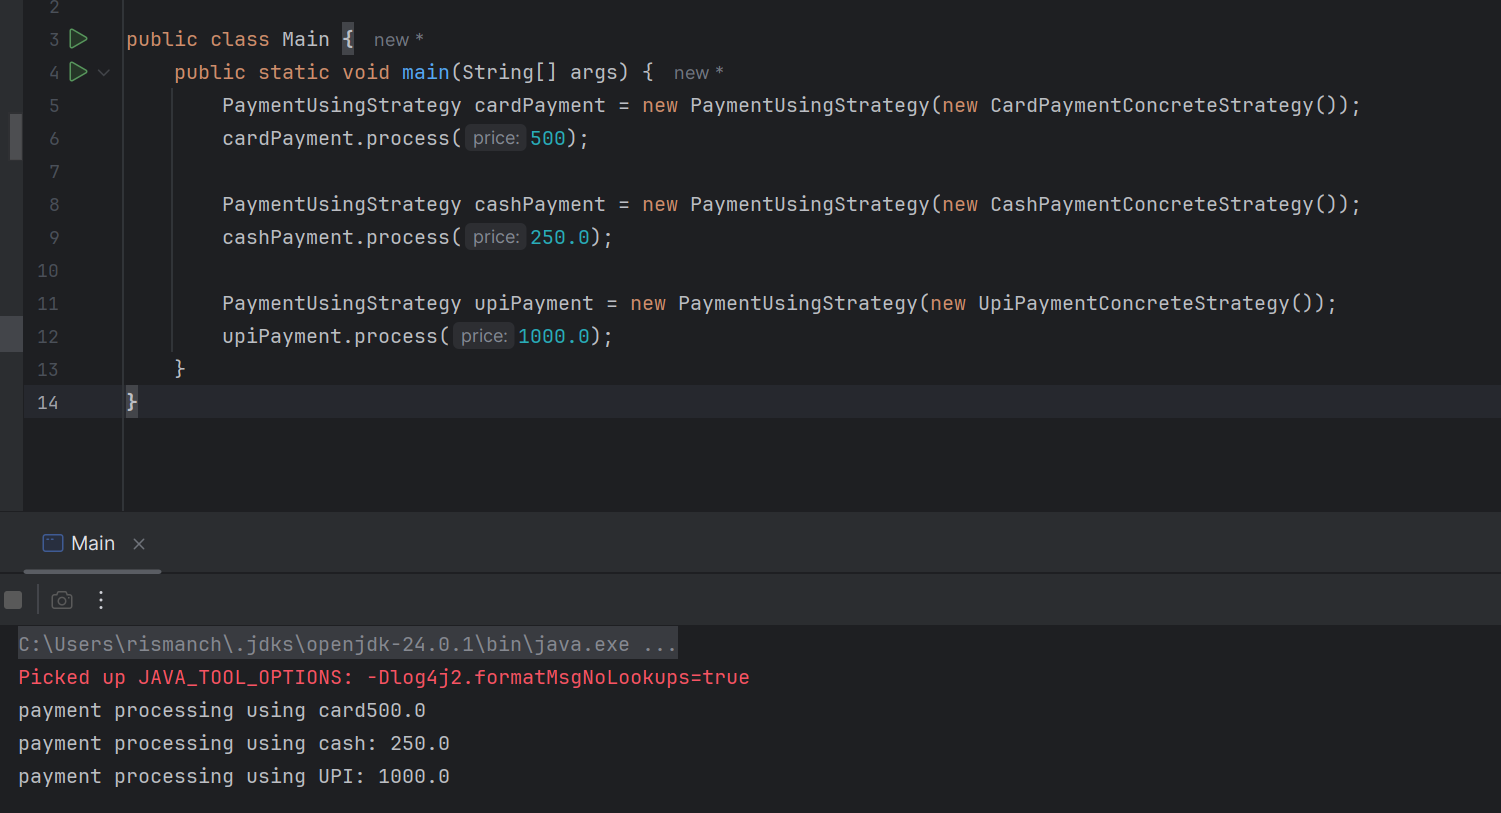 2
3 public class Main { new *
4 public static void main(String[] args) { new *
5 PaymentUsingStrategy cardPayment = new PaymentUsingStrategy(new CardPaymentConcreteStrategy());
6 cardPayment.process( price: 500);
7
8 PaymentUsingStrategy cashPayment = new PaymentUsingStrategy(new CashPaymentConcreteStrategy());
9 cashPayment.process( price: 250.0);
10
11 PaymentUsingStrategy upiPayment = new PaymentUsingStrategy(new UpiPaymentConcreteStrategy());
12 upiPayment.process( price: 1000.0);
13 }
14 }
Main
C:\Users\rismanch\.jdks\openjdk-24.0.1\bin\java.exe ...
Picked up JAVA_TOOL_OPTIONS: -Dlog4j2.formatMsgNoLookups=true
payment processing using card500.0
payment processing using cash: 250.0
payment processing using UPI: 1000.0